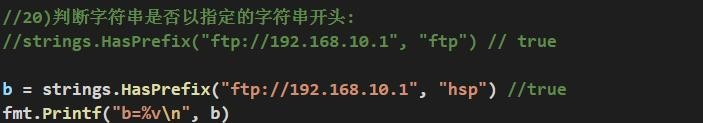 //20)判断字符串是否以指定的字符串开头:
//strings.HasPrefix("ftp://192.168.10.1", "ftp") // true
b = strings.HasPrefix("ftp://192.168.10.1", "hsp") //true
fmt.Printf("b=%v\n", b)